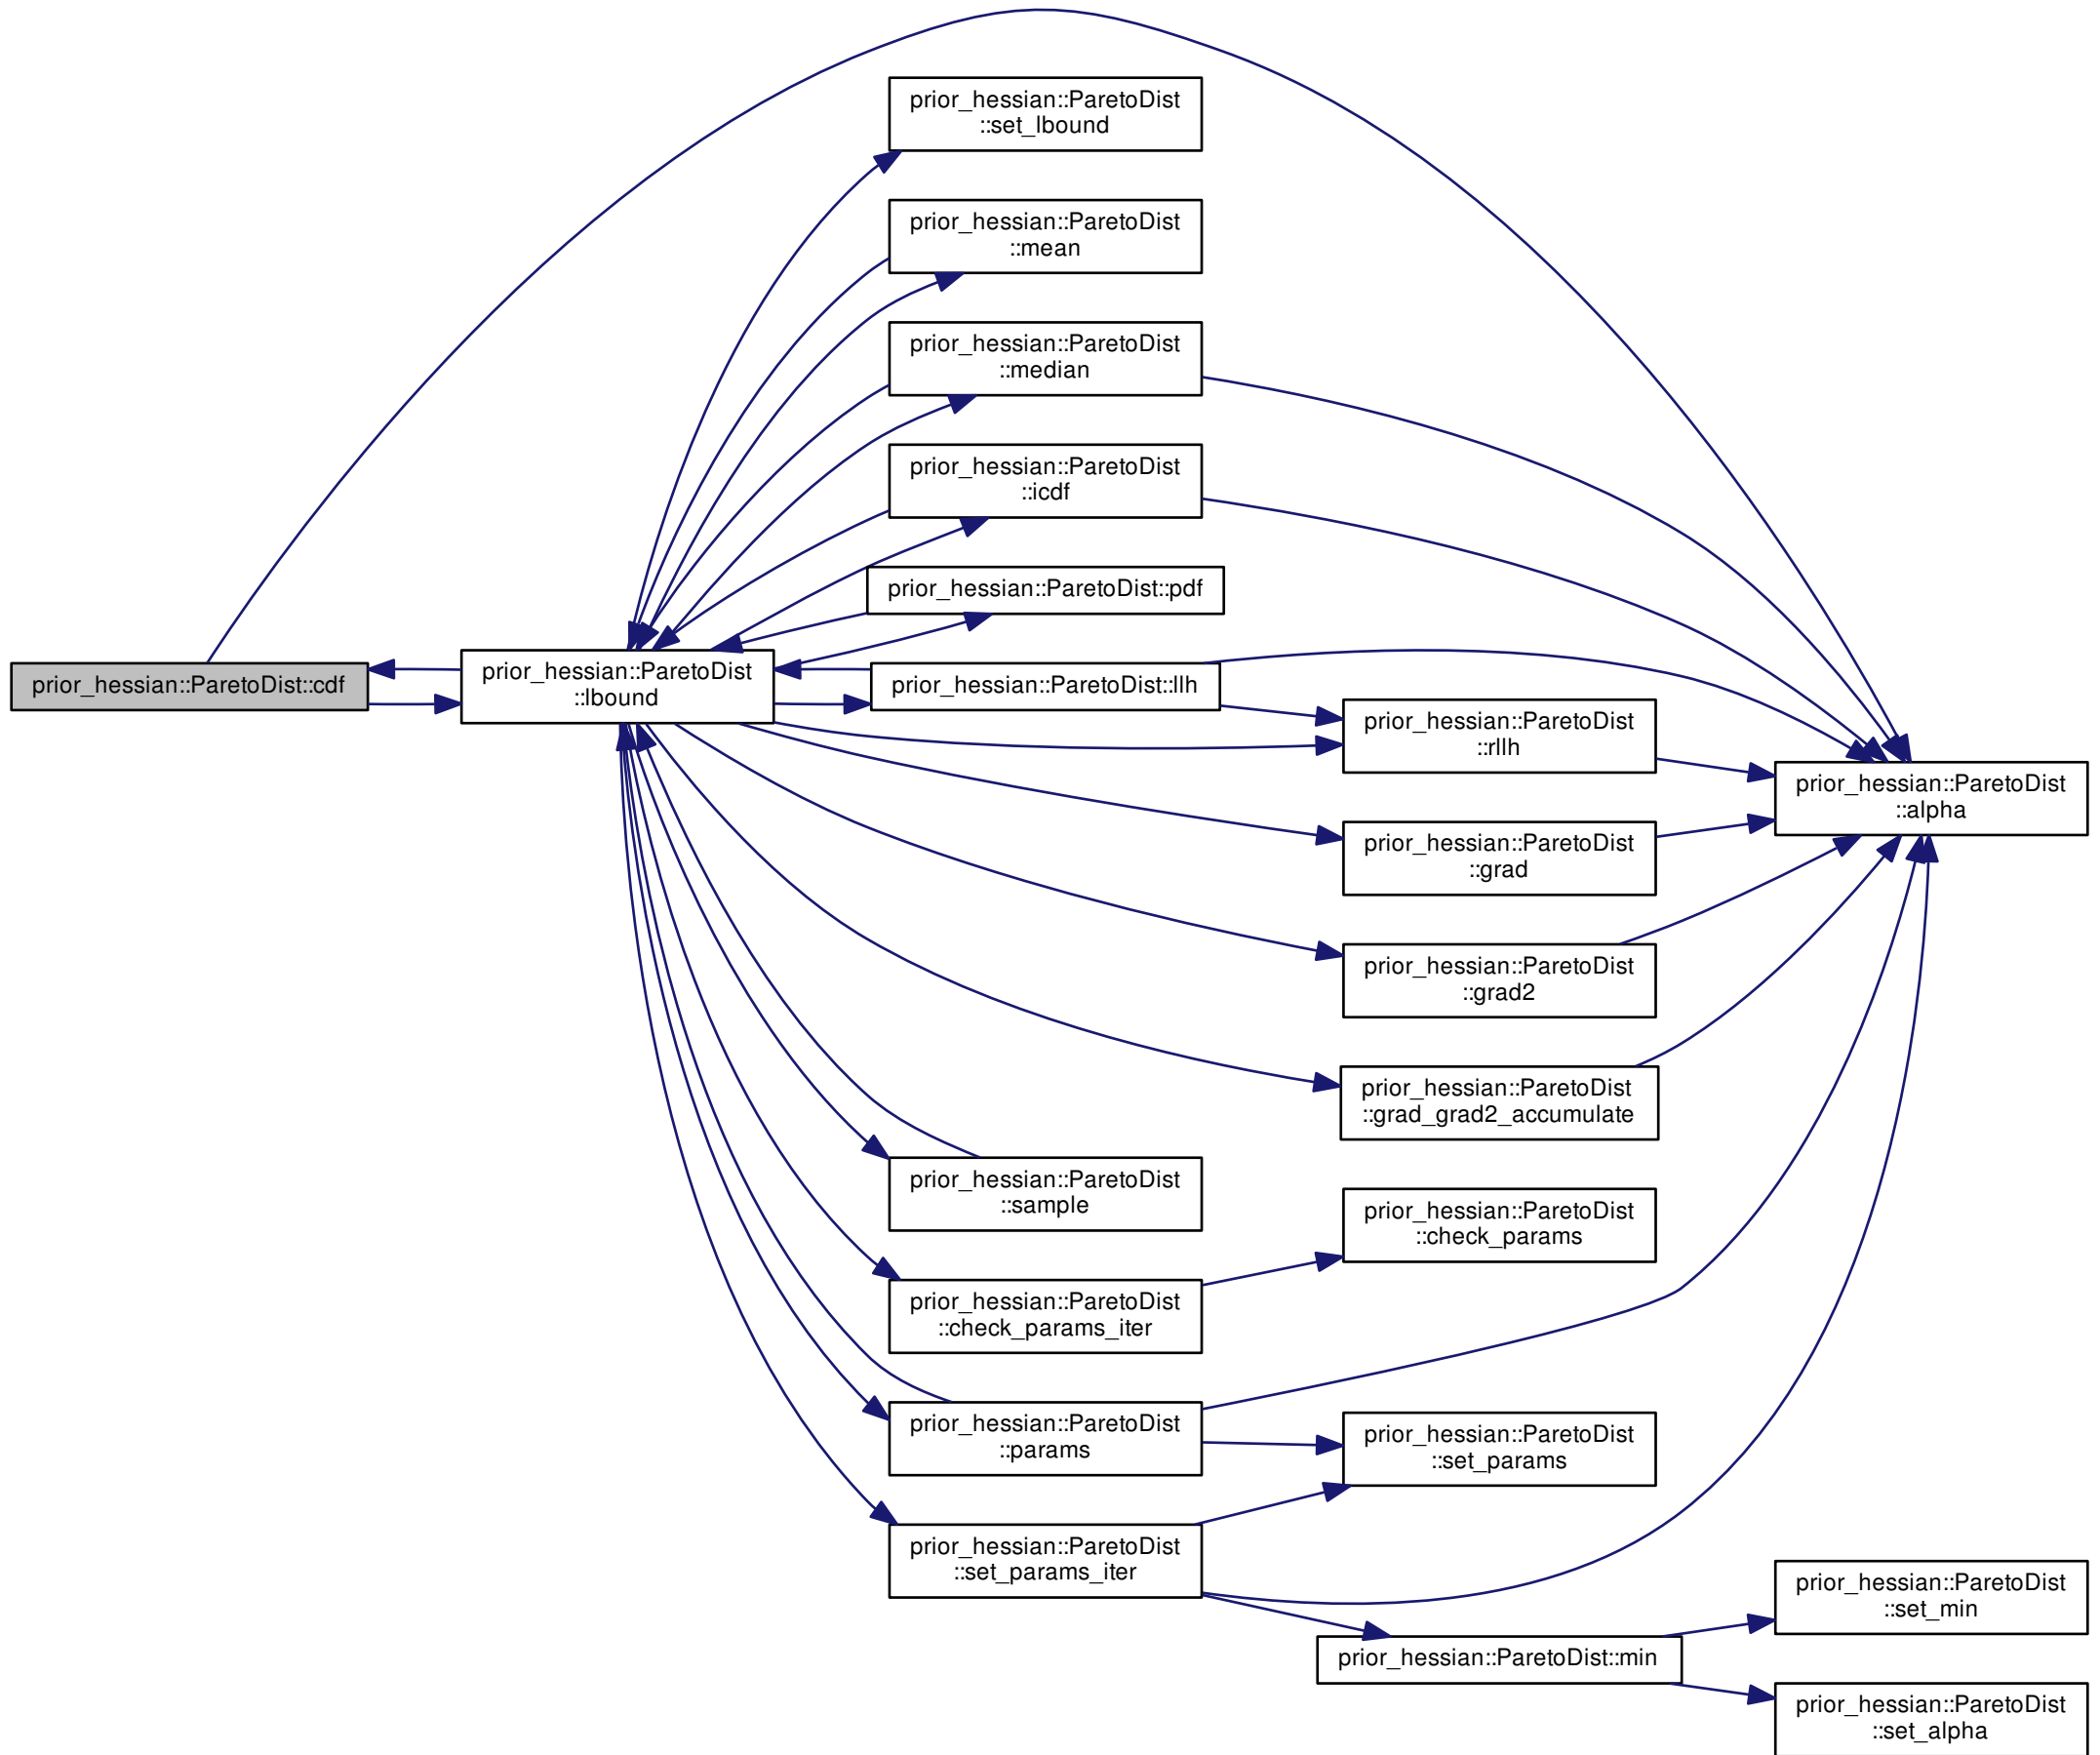 prior_hessian::ParetoDist
::set_lbound
prior_hessian::ParetoDist
::mean
prior_hessian::ParetoDist
::median
prior_hessian::ParetoDist
::icdf
prior_hessian::ParetoDist::pdf
prior_hessian::ParetoDist::cdf
prior_hessian::ParetoDist
::lbound
prior_hessian::ParetoDist::llh
prior_hessian::ParetoDist
::rllh
prior_hessian::ParetoDist
::alpha
prior_hessian::ParetoDist
::grad
prior_hessian::ParetoDist
::grad2
prior_hessian::ParetoDist
::grad_grad2_accumulate
prior_hessian::ParetoDist
::sample
prior_hessian::ParetoDist
::check_params
prior_hessian::ParetoDist
::check_params_iter
prior_hessian::ParetoDist
::params
prior_hessian::ParetoDist
::set_params
prior_hessian::ParetoDist
::set_params_iter
prior_hessian::ParetoDist
::set_min
prior_hessian::ParetoDist::min
prior_hessian::ParetoDist
::set_alpha